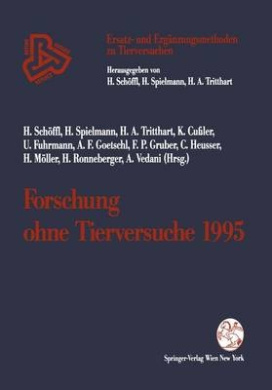 Ersatz- und Ergänzungsmethoden
zu Tierversuchen
Herausgegeben von
H. Schöffl, H. Spielmann, H. A. Tritthart
H. Schöffl, H. Spielmann, H. A. Tritthart, K. Cußler,
U. Fuhrmann, A. F. Goetschl, F. P. Gruber, C. Heusser,
H. Möller, H. Ronneberger, A. Vedani (Hrsg.)
Forschung
ohne Tierversuche 1995
Springer-Verlag Wien New York